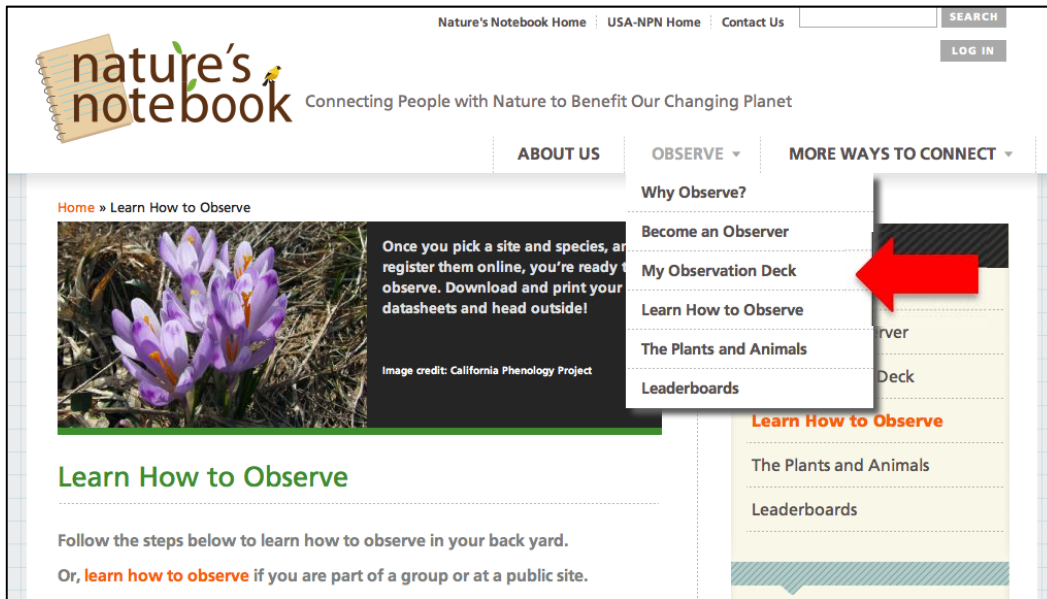 Nature's Notebook Home USA-NPN Home Contact Us SEARCH
LOG IN
nature's
notebook
Connecting People with Nature to Benefit Our Changing Planet
ABOUT US OBSERVE MORE WAYS TO CONNECT
Why Observe?
Become an Observer
My Observation Deck
Learn How to Observe
The Plants and Animals
Leaderboards
Home » Learn How to Observe
Once you pick a site and species,
register them online, you're ready
observe. Download and print your
datasheets and head outside!
Image credit: California Phenology Project
Deck
Learn How to Observe
The Plants and Animals
Leaderboards
Learn How to Observe
Follow the steps below to learn how to observe in your back yard.
Or, learn how to observe if you are part of a group or at a public site.